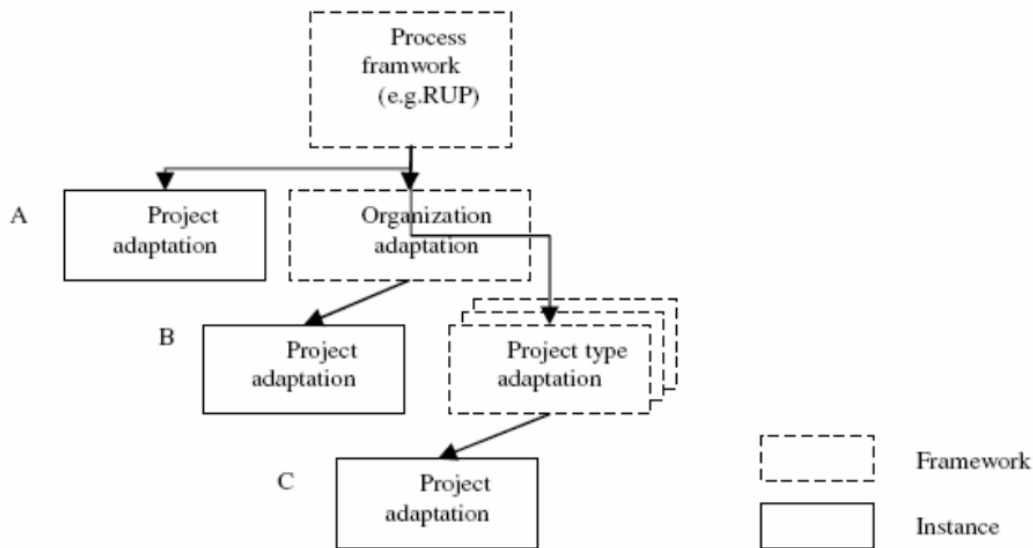 Process
framwork
(e.g.RUP)
A
Project
adaptation
Organization
adaptation
B
Project
adaptation
Project type
adaptation
C
Project
adaptation
Framework
Instance